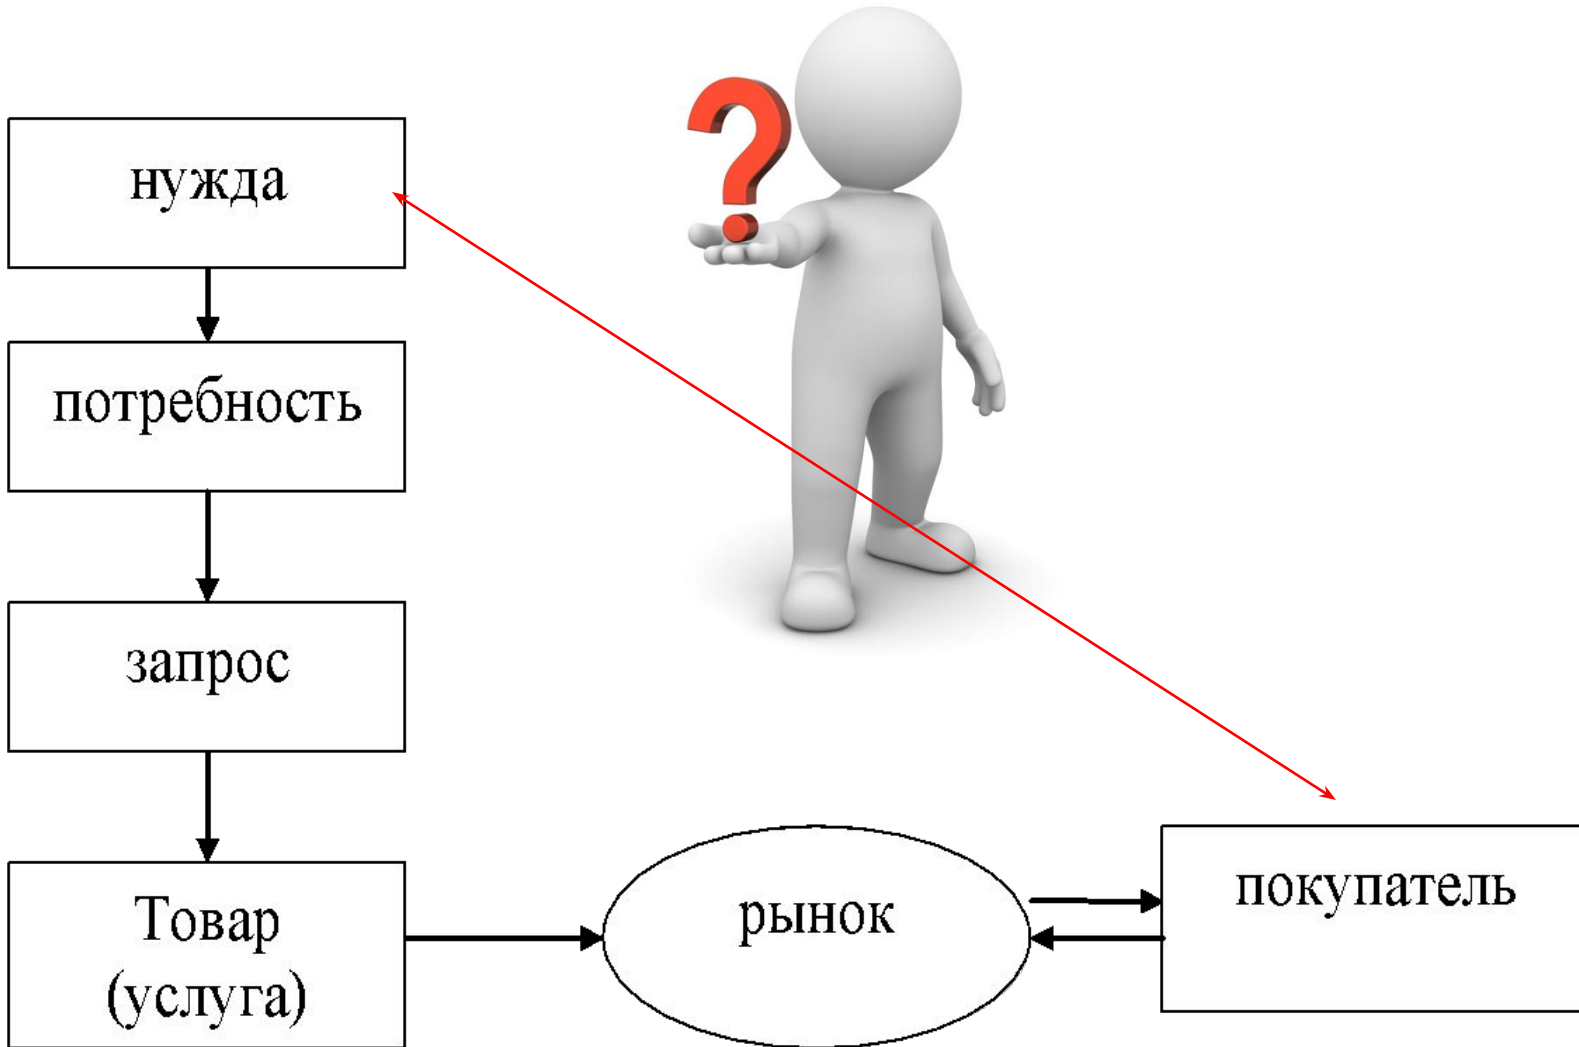 нужда
потребность
запрос
Товар
(услуга)
рынок
покупатель